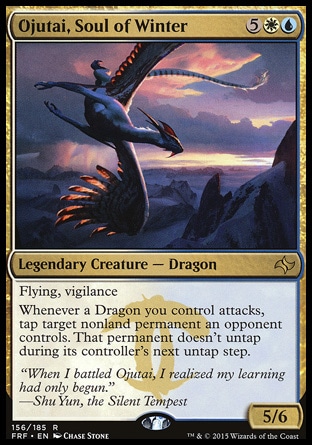 Ojutai, Soul of Winter 5
Legendary Creature — Dragon
Flying, vigilance
Whenever a Dragon you control attacks,
tap target nonland permanent an opponent
controls. That permanent doesn't untap
during its controller's next untap step.
"When I battled Ojutai, I realized my learning
had only begun."
—Shu Yun, the Silent Tempest
5/6
156/185 R
FRF • EN Chase Stone
™ & © 2015 Wizards of the Coast